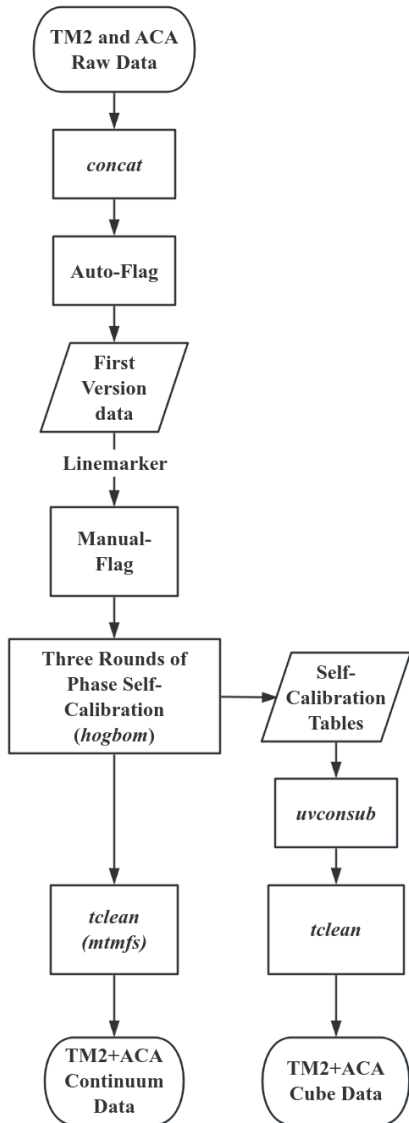 TM2 and ACA
Raw Data
concat
Auto-Flag
First
Version
data
Linemarker
Manual-
Flag
Three Rounds of
Phase Self-
Calibration
(hogbom)
Self-
Calibration
Tables
uvconsub
tclean
(mtmfs)
tclean
TM2+ACA
Continuum
Data
TM2+ACA
Cube Data